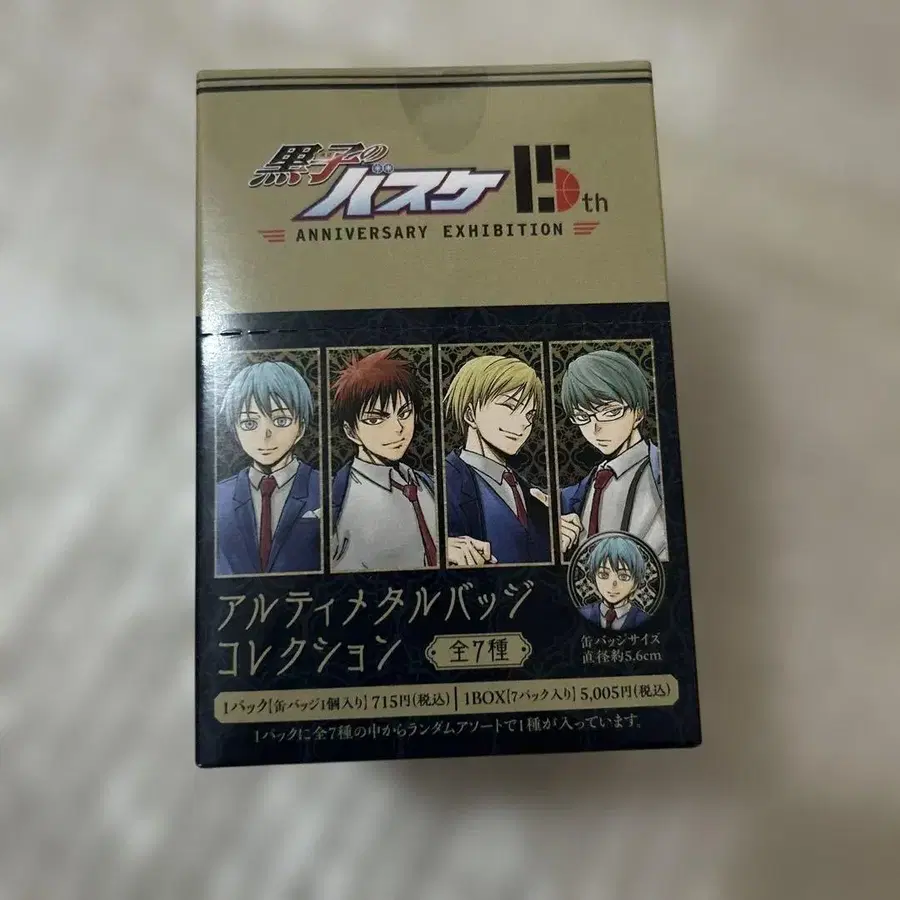 黒子の
バスケ 15th
ANNIVERSARY EXHIBITION
アルティメタルバッジ
コレクション 全7種
缶バッジサイズ
直径約5.6cm
1パック[缶バッジ1個入り] 715円(税込) | 1BOX[7パック入り] 5,005円(税込)
1パックに全7種の中からランダムアソートで1種が入っています。